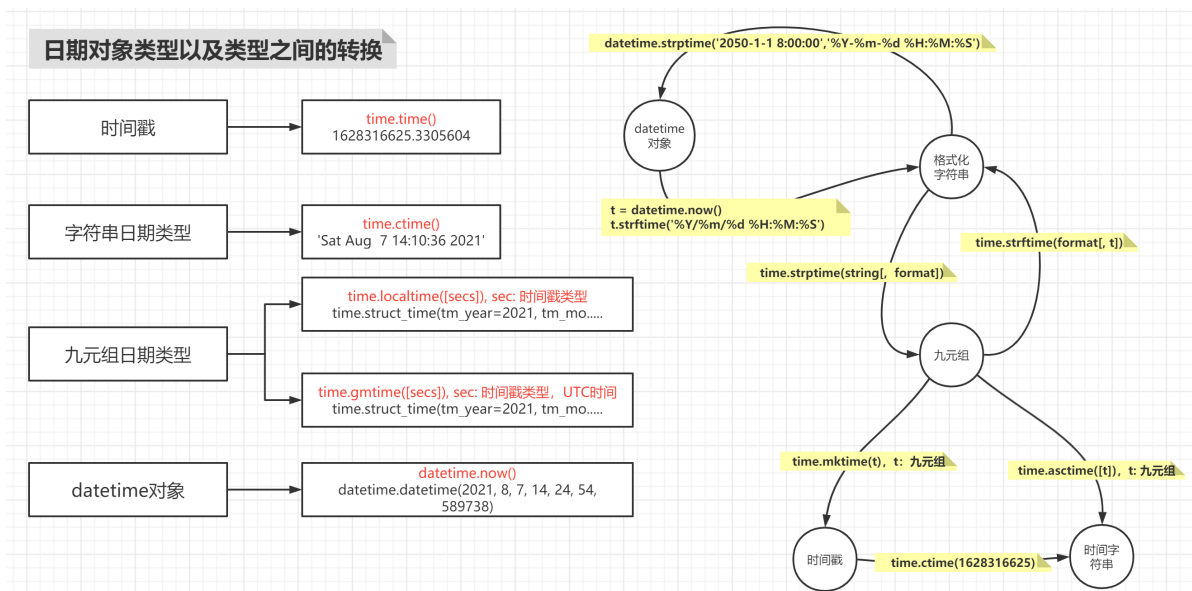 日期对象类型以及类型之间的转换
时间戳
time.time()
1628316625.3305604
字符串日期类型
time.ctime()
'Sat Aug  7 14:10:36 2021'
九元组日期类型
time.localtime([secs]), sec: 时间戳类型
time.struct_time(tm_year=2021, tm_mo.....
time.gmtime([secs]), sec: 时间戳类型，UTC时间
time.struct_time(tm_year=2021, tm_mo.....
datetime对象
datetime.now()
datetime.datetime(2021, 8, 7, 14, 24, 54,
589738)
datetime.strptime('2050-1-1 8:00:00','%Y-%m-%d %H:%M:%S')
datetime
对象
格式化
字符串
t = datetime.now()
t.strftime('%Y/%m/%d %H:%M:%S')
time.strftime(format[, t])
time.strptime(string[,  format])
九元组
time.mktime(t)，t：九元组
time.asctime([t])，t: 九元组
时间戳
time.ctime(1628316625)
时间字
符串